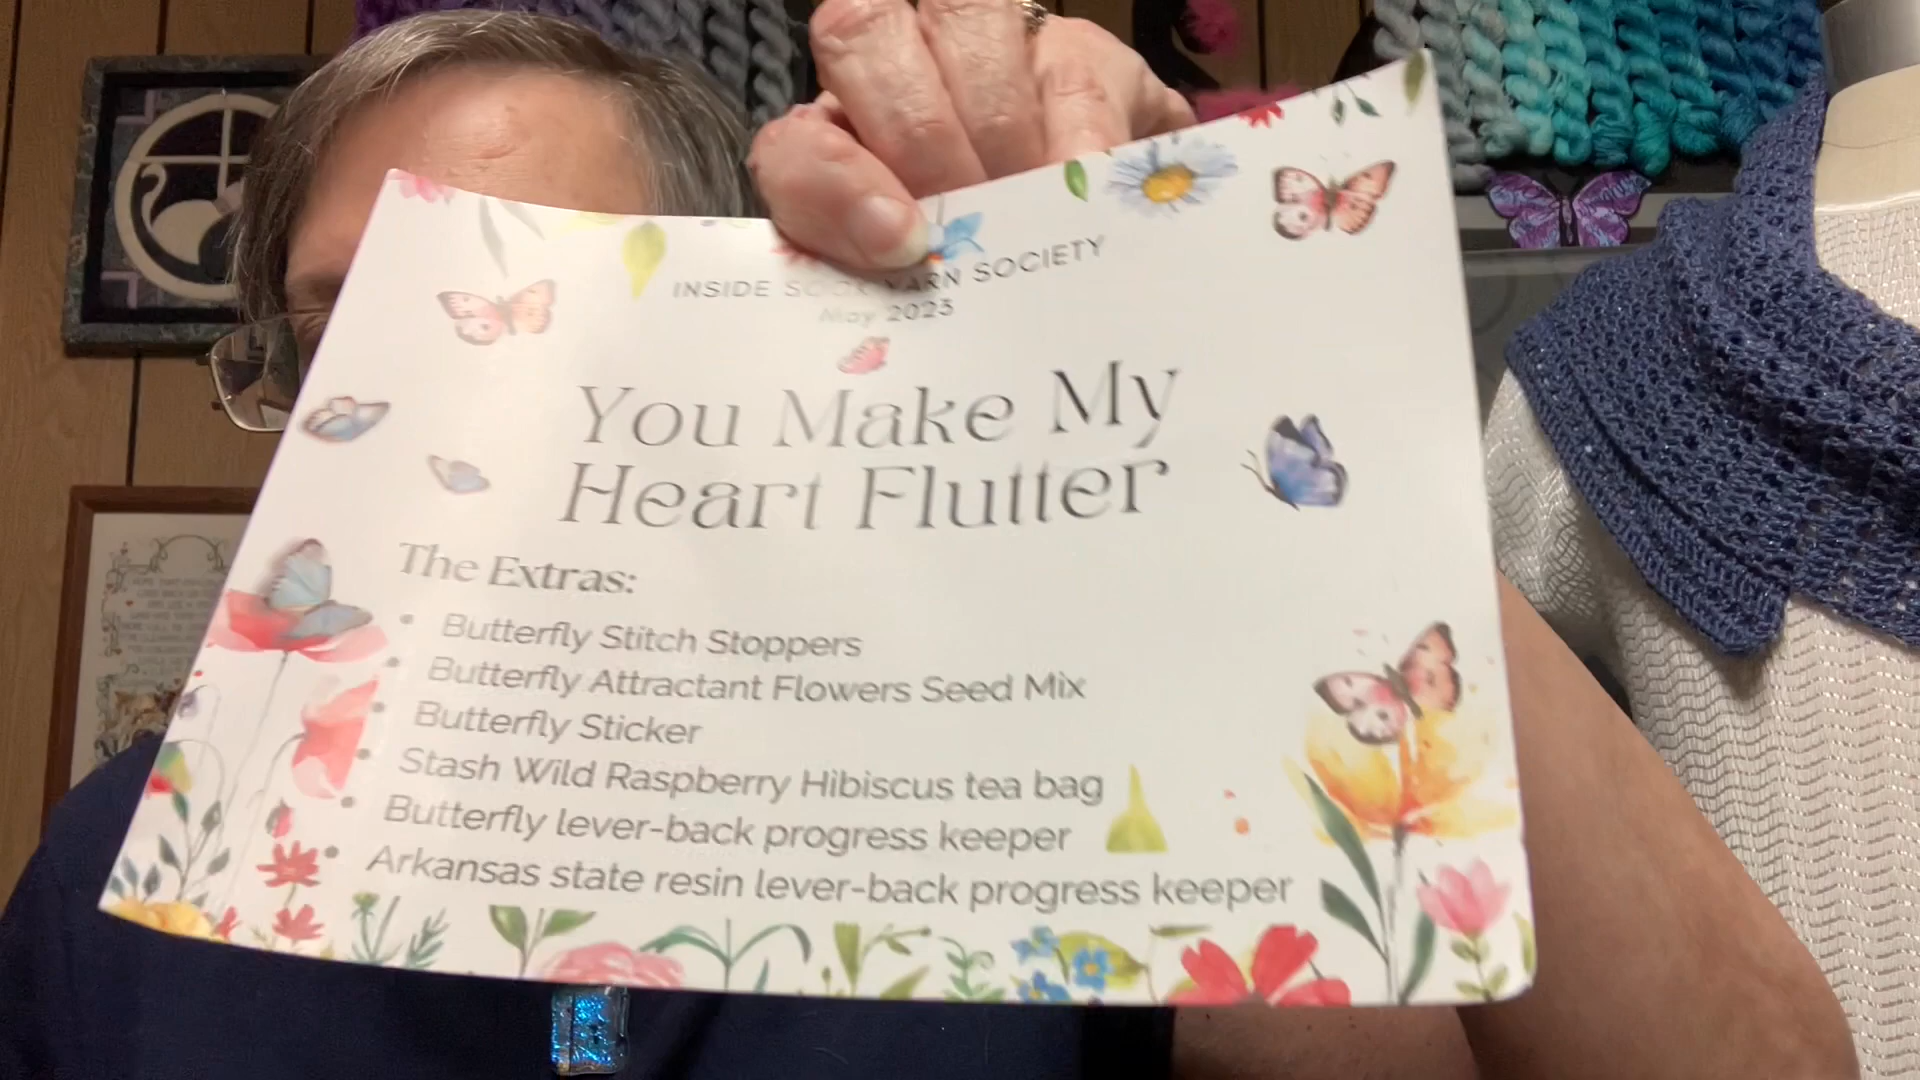 INSIDE SOCK YARN SOCIETY
May 2023
You Make My
Heart Flutter
The Extras:
• Butterfly Stitch Stoppers
• Butterfly Attractant Flowers Seed Mix
• Butterfly Sticker
• Stash Wild Raspberry Hibiscus tea bag
• Butterfly lever-back progress keeper
• Arkansas state resin lever-back progress keeper